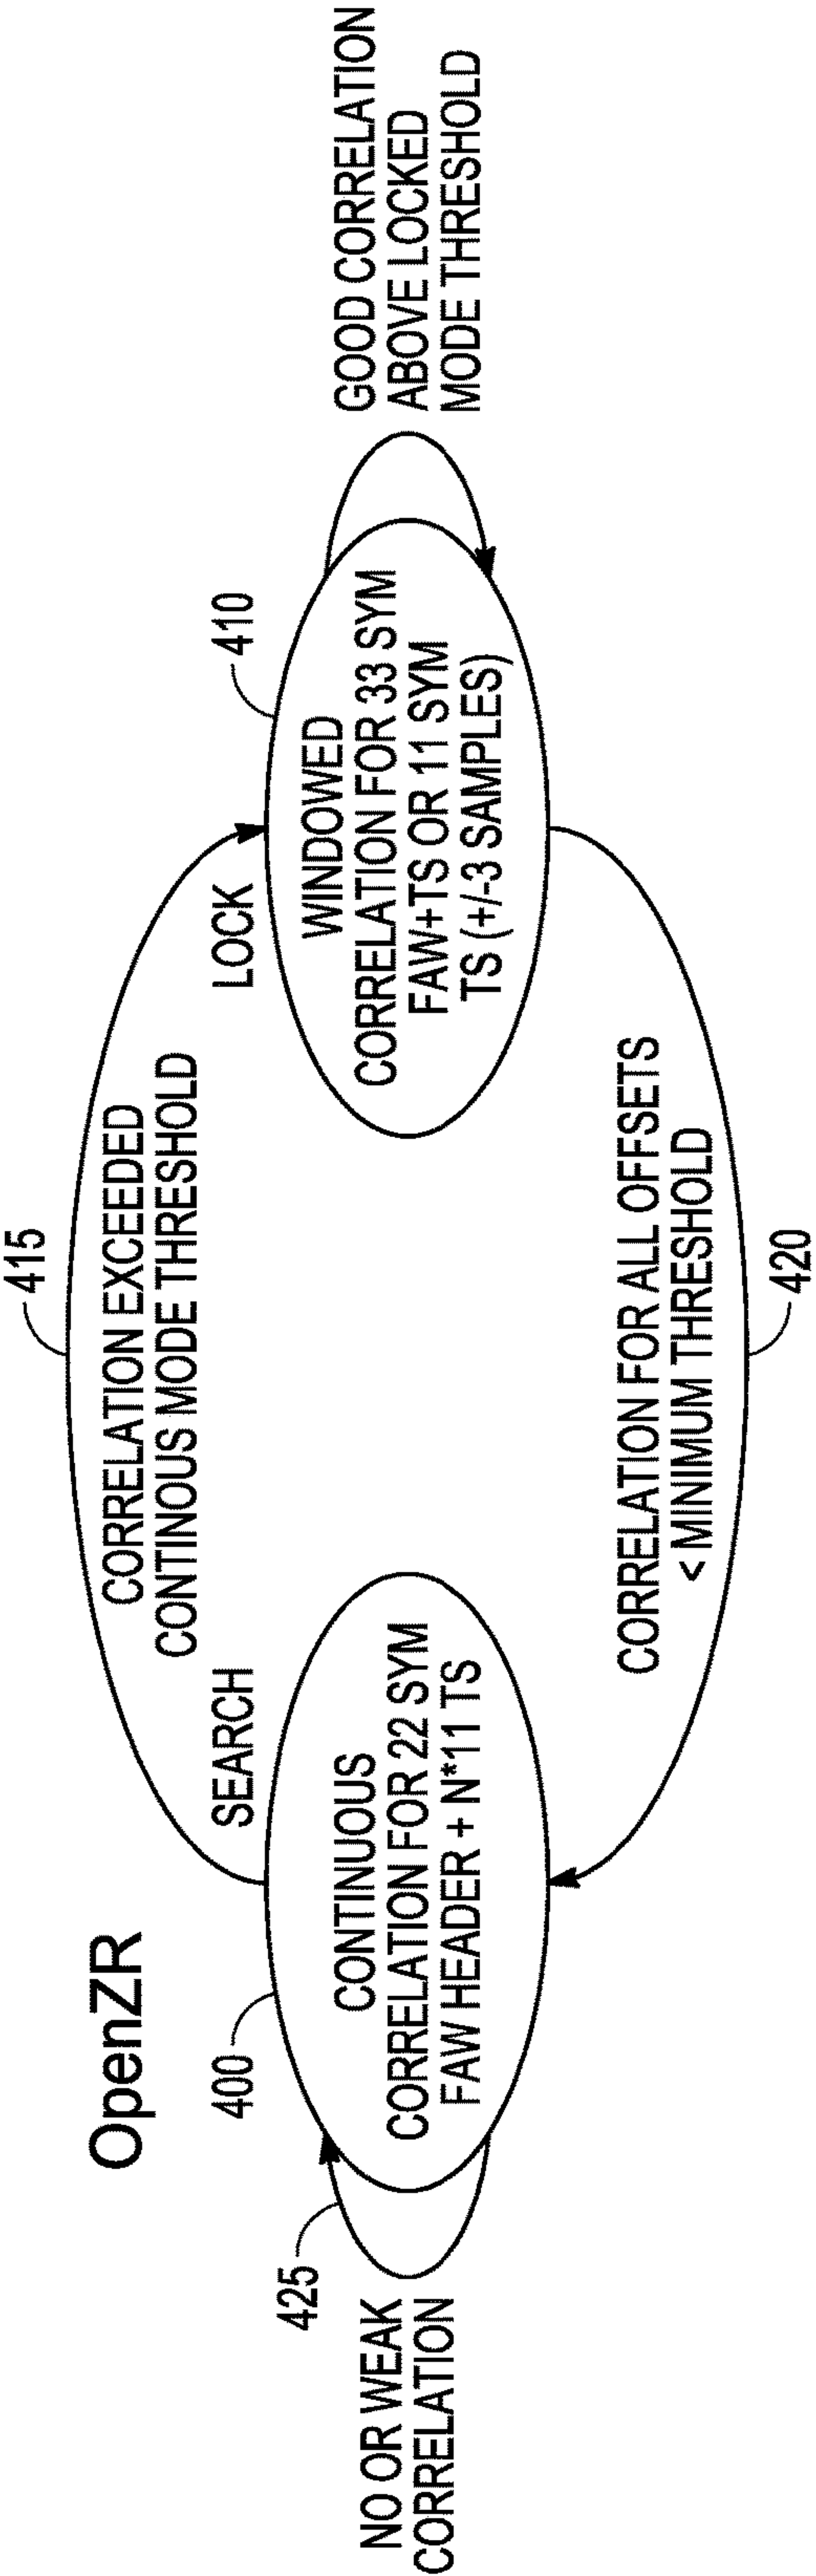 OpenZR
415
CORRELATION EXCEEDED
CONTINOUS MODE THRESHOLD
SEARCH
LOCK
400
410
425
NO OR WEAK
CORRELATION
CONTINUOUS
CORRELATION FOR 22 SYM
FAW HEADER + N*11 TS
WINDOWED
CORRELATION FOR 33 SYM
FAW+TS OR 11 SYM
TS (+/-3 SAMPLES)
GOOD CORRELATION
ABOVE LOCKED
MODE THRESHOLD
CORRELATION FOR ALL OFFSETS
< MINIMUM THRESHOLD
420